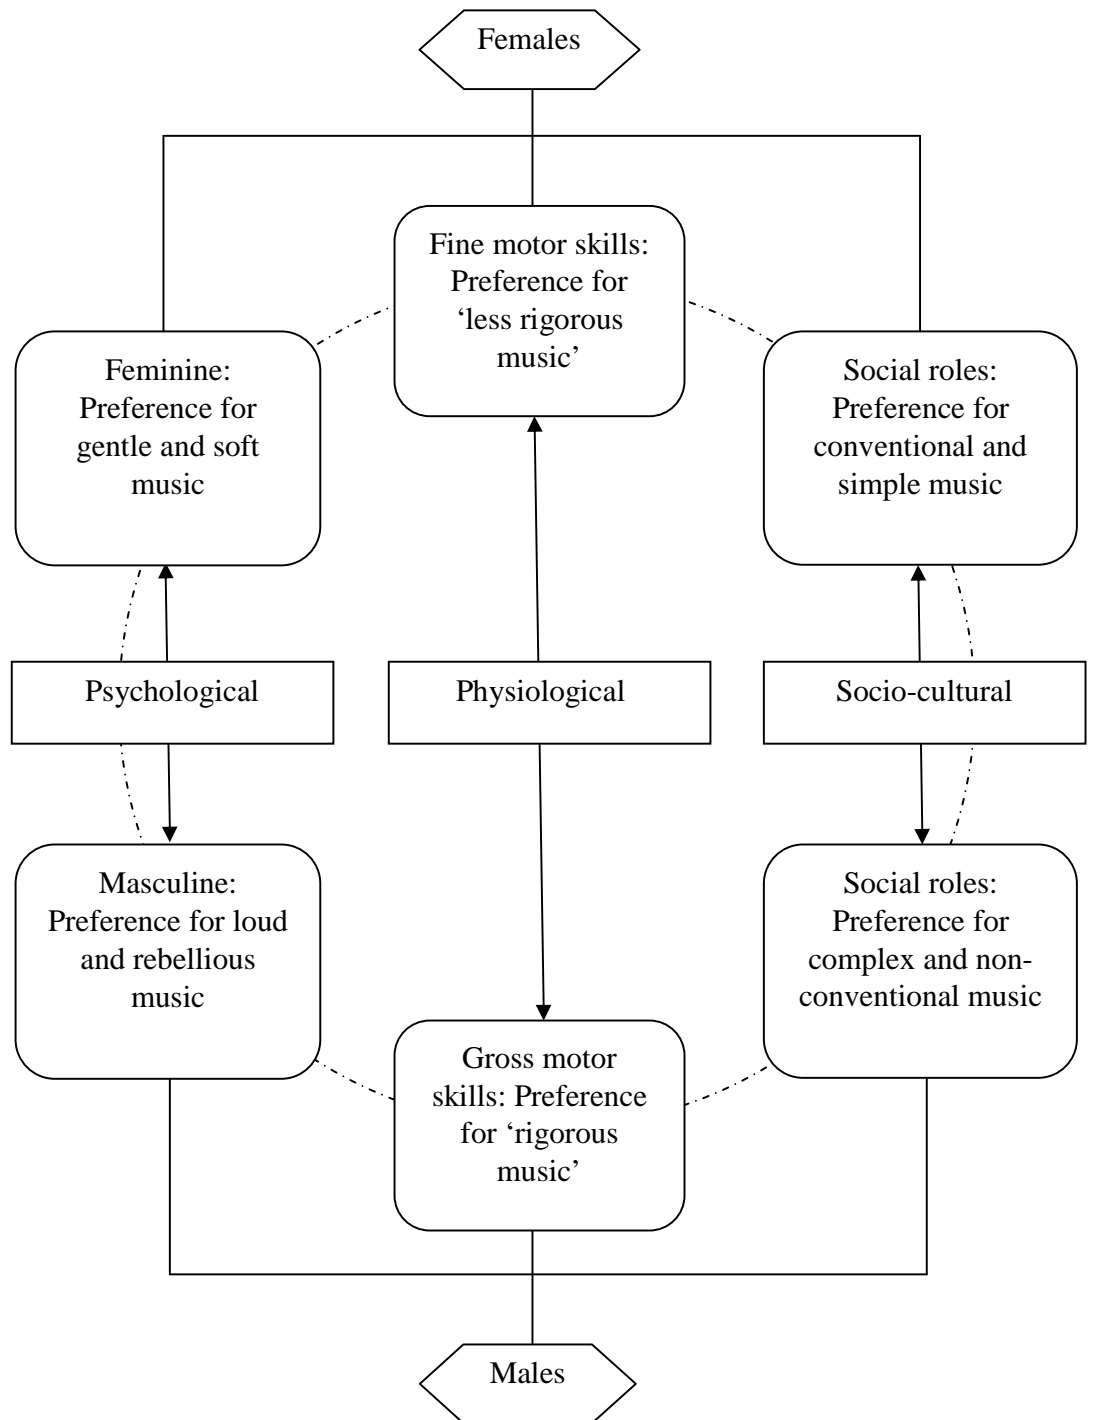 Females
Fine motor skills:
Preference for
‘less rigorous
music’
Feminine:
Preference for
gentle and soft
music
Social roles:
Preference for
conventional and
simple music
Psychological
Physiological
Socio-cultural
Masculine:
Preference for loud
and rebellious
music
Social roles:
Preference for
complex and non-
conventional music
Gross motor
skills: Preference
for ‘rigorous
music’
Males